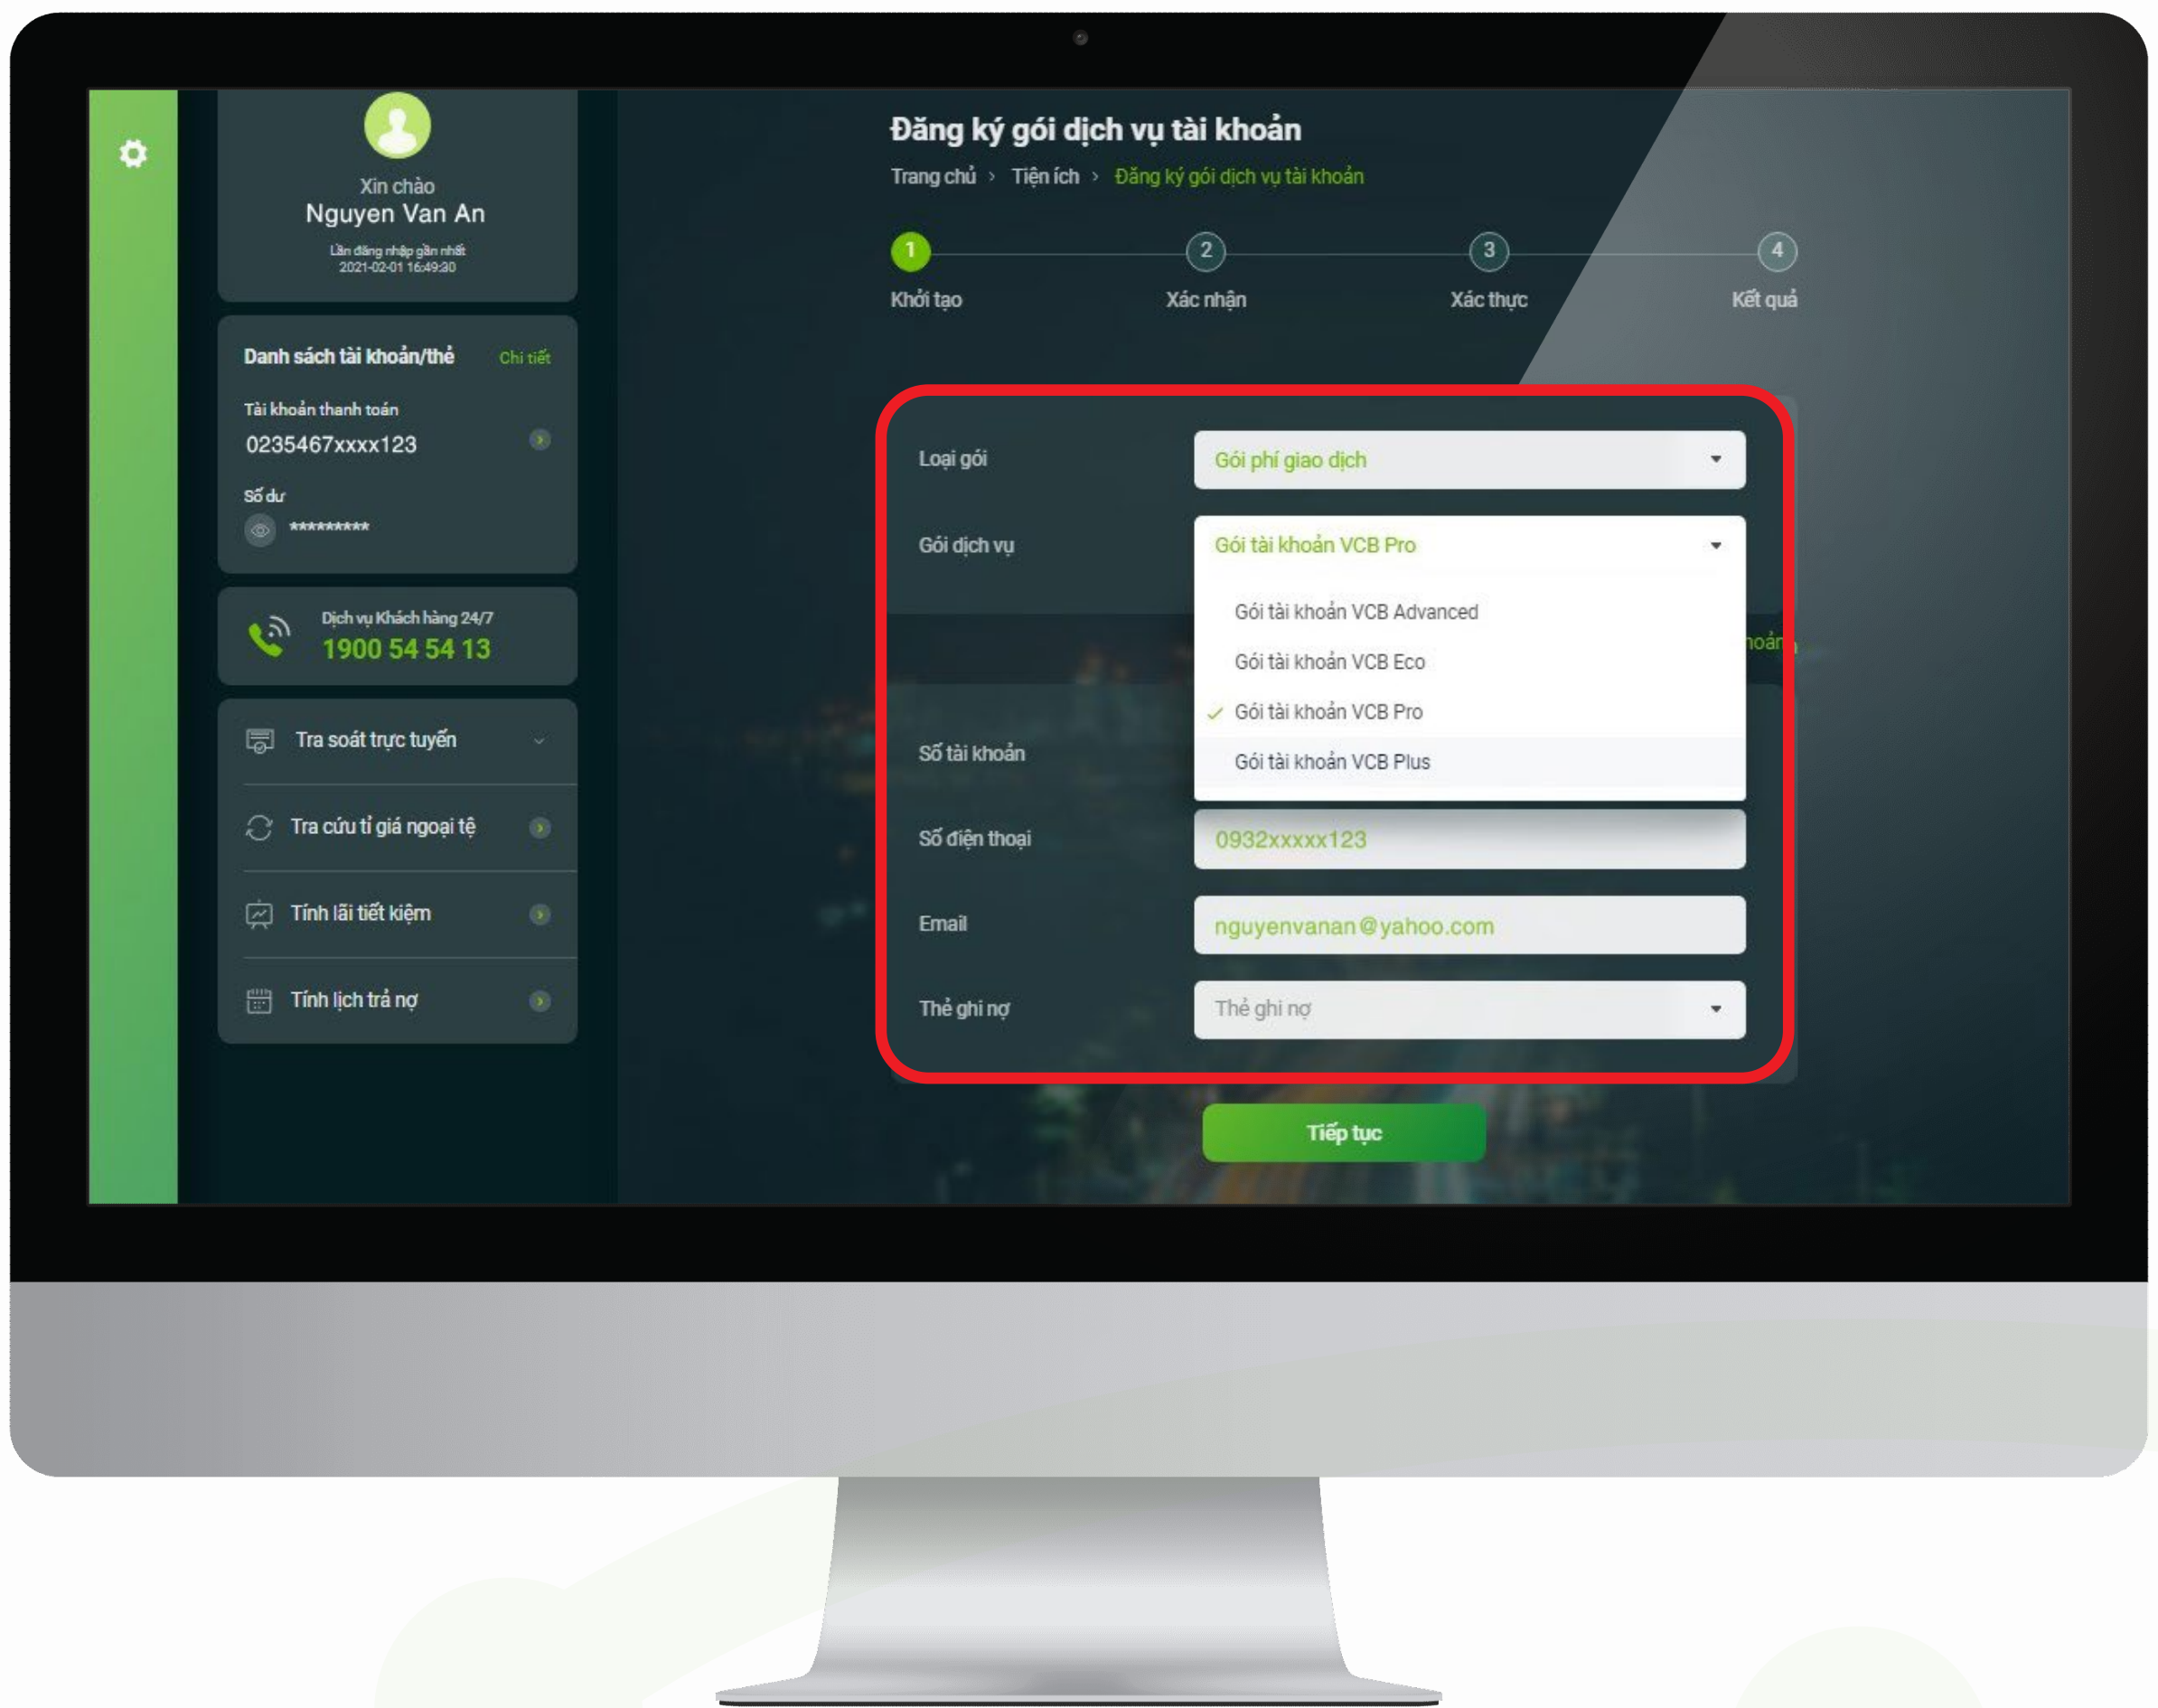 Xin chào
Nguyen Van An
Lần đăng nhập gần nhất
2021-02-01 16:49:30
Danh sách tài khoản/thẻ Chi tiết
Tài khoản thanh toán
0235467xxxx123
Số dư
*********
Dịch vụ Khách hàng 24/7
1900 54 54 13
Tra soát trực tuyến
Tra cứu tỉ giá ngoại tệ
Tính lãi tiết kiệm
Tính lịch trả nợ
Đăng ký gói dịch vụ tài khoản
Trang chủ > Tiện ích > Đăng ký gói dịch vụ tài khoản
1 2 3 4
Khởi tạo Xác nhận Xác thực Kết quả
Loại gói Gói phí giao dịch
Gói dịch vụ Gói tài khoản VCB Pro
Gói tài khoản VCB Advanced
Gói tài khoản VCB Eco
Gói tài khoản VCB Pro
Gói tài khoản VCB Plus
Số tài khoản
Số điện thoại 0932xxxxx123
Email nguyenvanan@yahoo.com
Thẻ ghi nợ Thẻ ghi nợ
Tiếp tục